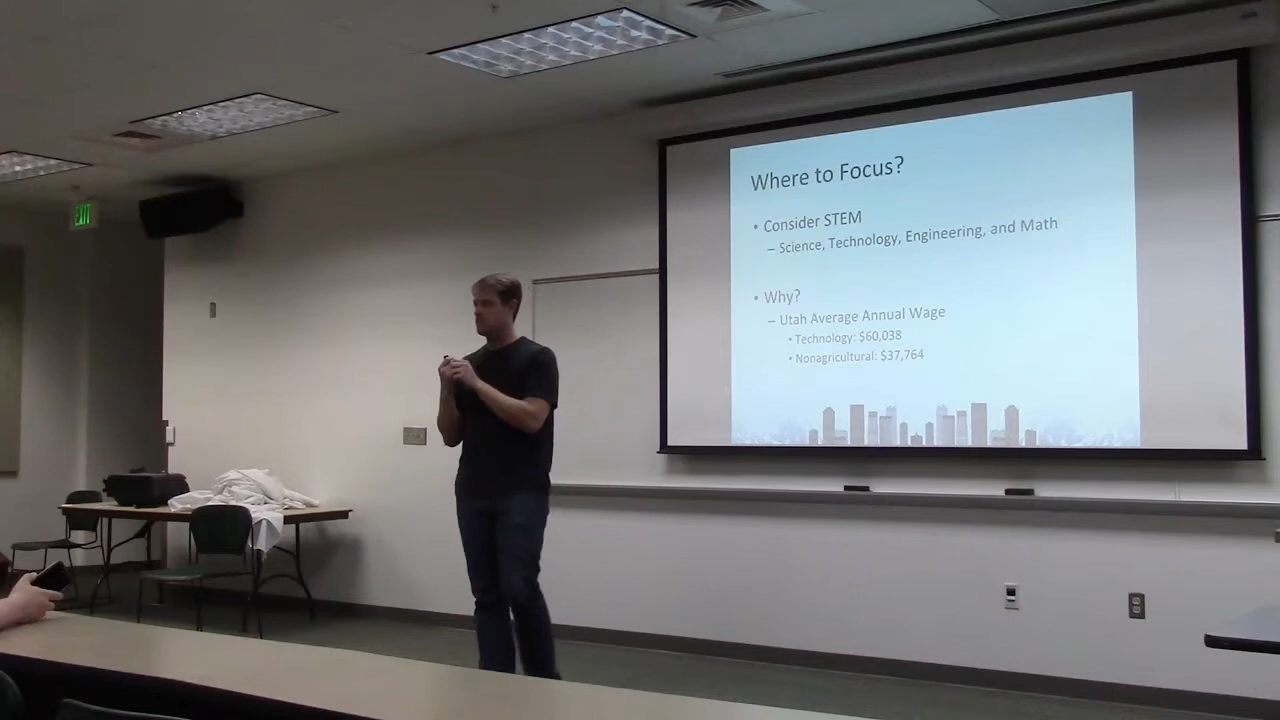 EXIT
Where to Focus?
• Consider STEM
– Science, Technology, Engineering, and Math
• Why?
– Utah Average Annual Wage
• Technology: $60,038
• Nonagricultural: $37,764